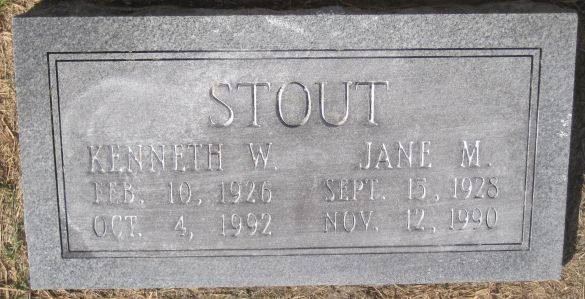 STOUT
KENNETH W. JANE M.
FEB. 10, 1926 SEPT. 15, 1928
OCT. 4, 1992 NOV. 12, 1990